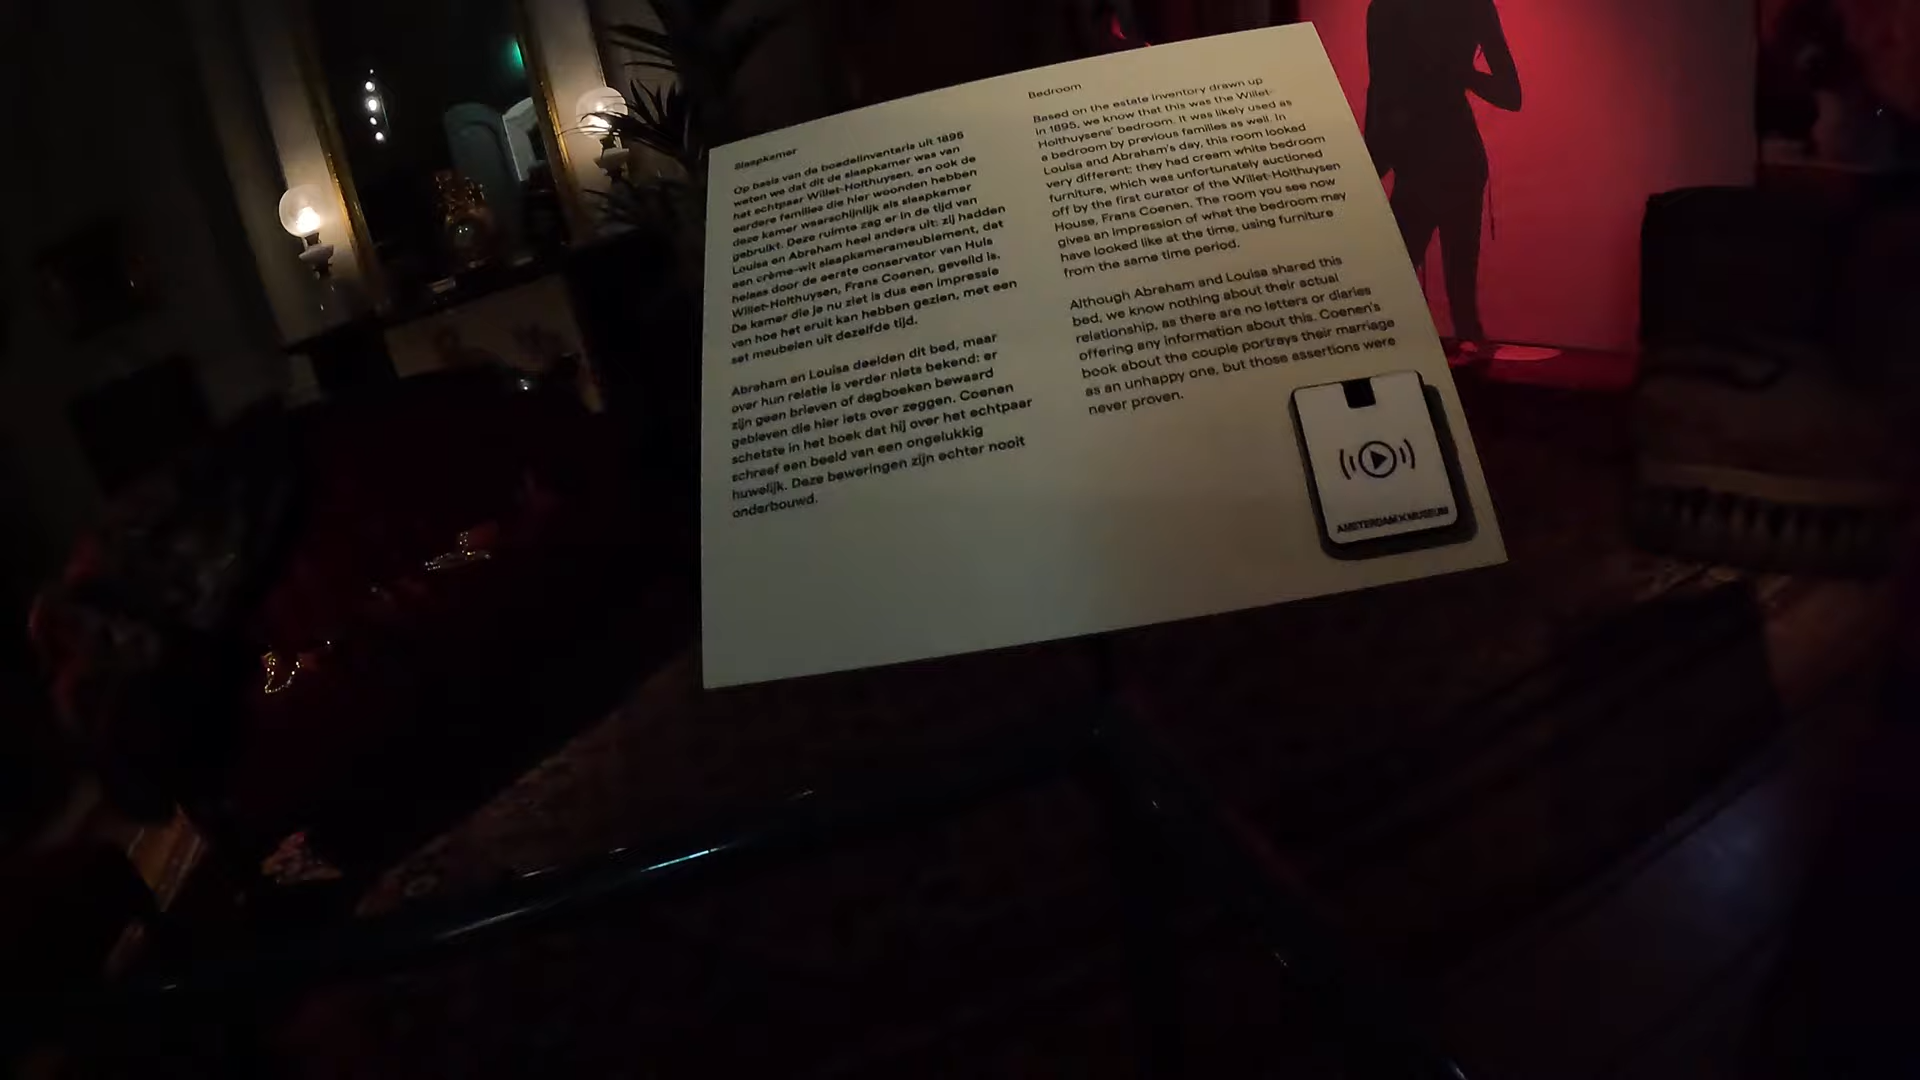 Slaapkamer
Op basis van de boedelinventaris uit 1895
weten we dat dit de slaapkamer was van
het echtpaar Willet-Holthuysen, en ook de
eerdere families die hier woonden hebben
deze kamer waarschijnlijk als slaapkamer
gebruikt. Deze ruimte zag er in de tijd van
Louisa en Abraham heel anders uit: zij hadden
een crème-wit slaapkamerameublement, dat
helaas door de eerste conservator van Huis
Willet-Holthuysen, Frans Coenen, geveild is.
De kamer die je nu ziet is dus een impressie
van hoe het eruit kan hebben gezien, met een
set meubelen uit dezelfde tijd.
Abraham en Louisa deelden dit bed, maar
over hun relatie is verder niets bekend: er
zijn geen brieven of dagboeken bewaard
gebleven die hier iets over zeggen. Coenen
schetste in het boek dat hij over het echtpaar
schreef een beeld van een ongelukkig
huwelijk. Deze beweringen zijn echter nooit
onderbouwd.
Bedroom
Based on the estate inventory drawn up
in 1895, we know that this was the Willet-
Holthuysens' bedroom. It was likely used as
a bedroom by previous families as well. In
Louisa and Abraham's day, this room looked
very different: they had cream white bedroom
furniture, which was unfortunately auctioned
off by the first curator of the Willet-Holthuysen
House, Frans Coenen. The room you see now
gives an impression of what the bedroom may
have looked like at the time, using furniture
from the same time period.
Although Abraham and Louisa shared this
bed, we know nothing about their actual
relationship, as there are no letters or diaries
offering any information about this. Coenen's
book about the couple portrays their marriage
as an unhappy one, but those assertions were
never proven.
AMSTERDAM MUSEUM